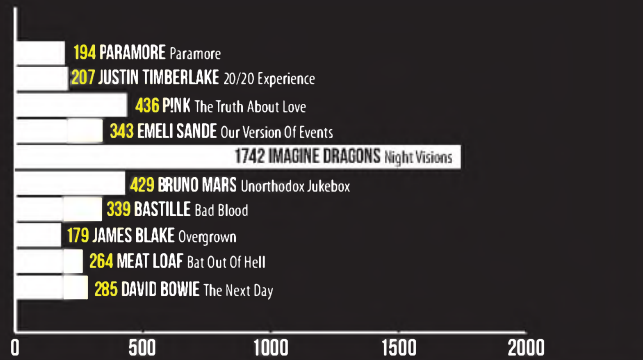 194 PARAMORE Paramore
207 JUSTIN TIMBERLAKE 20/20 Experience
436 P!NK The Truth About Love
343 EMELI SANDE Our Version Of Events
1742 IMAGINE DRAGONS Night Visions
429 BRUNO MARS Unorthodox Jukebox
339 BASTILLE Bad Blood
179 JAMES BLAKE Overgrown
264 MEAT LOAF Bat Out Of Hell
285 DAVID BOWIE The Next Day
0 500 1000 1500 2000